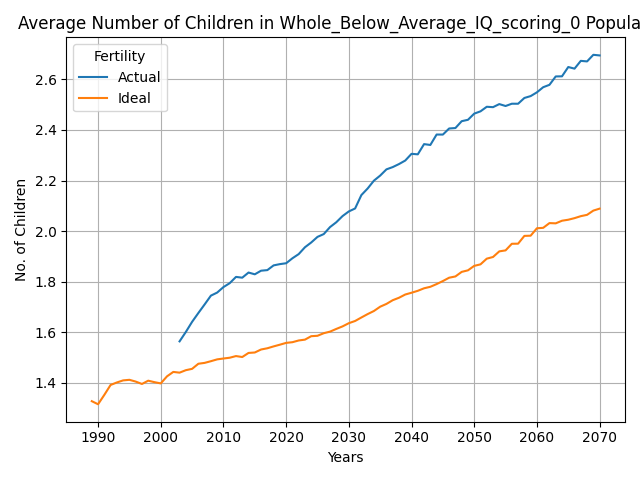 Average Number of Children in Whole_Below_Average_IQ_scoring_0 Popula
Fertility
Actual
Ideal
2.6
2.4
2.2
2.0
1.8
1.6
1.4
No. of Children
1990 2000 2010 2020 2030 2040 2050 2060 2070
Years